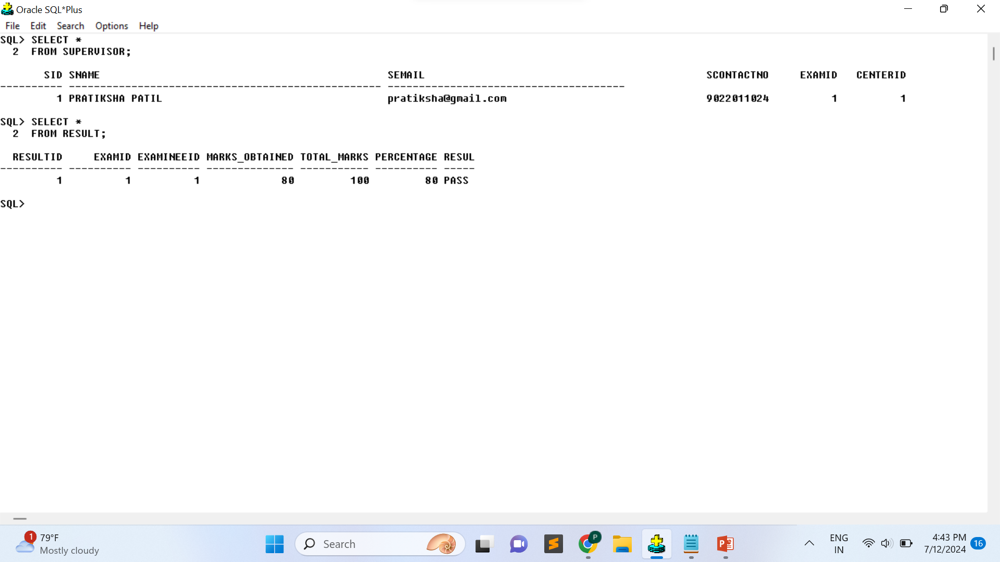 Oracle SQL*Plus
File Edit Search Options Help
SQL> SELECT *
  2  FROM SUPERVISOR;
SID SNAME SEMAIL SCONTACTNO EXAMID CENTERID
---------- -------------------------------------------------- --------------------------------------
1 PRATIKSHA PATIL pratiksha@gmail.com 9022011024 1 1
SQL> SELECT *
  2  FROM RESULT;
RESULTID EXAMID EXAMINEEID MARKS_OBTAINED TOTAL_MARKS PERCENTAGE RESUL
---------- ---------- ---------- -------------- ----------- ---------- -----
1 1 1 80 100 80 PASS
SQL>
1 79°F
Mostly cloudy
Search
P
P
ENG
IN
4:43 PM
7/12/2024
16